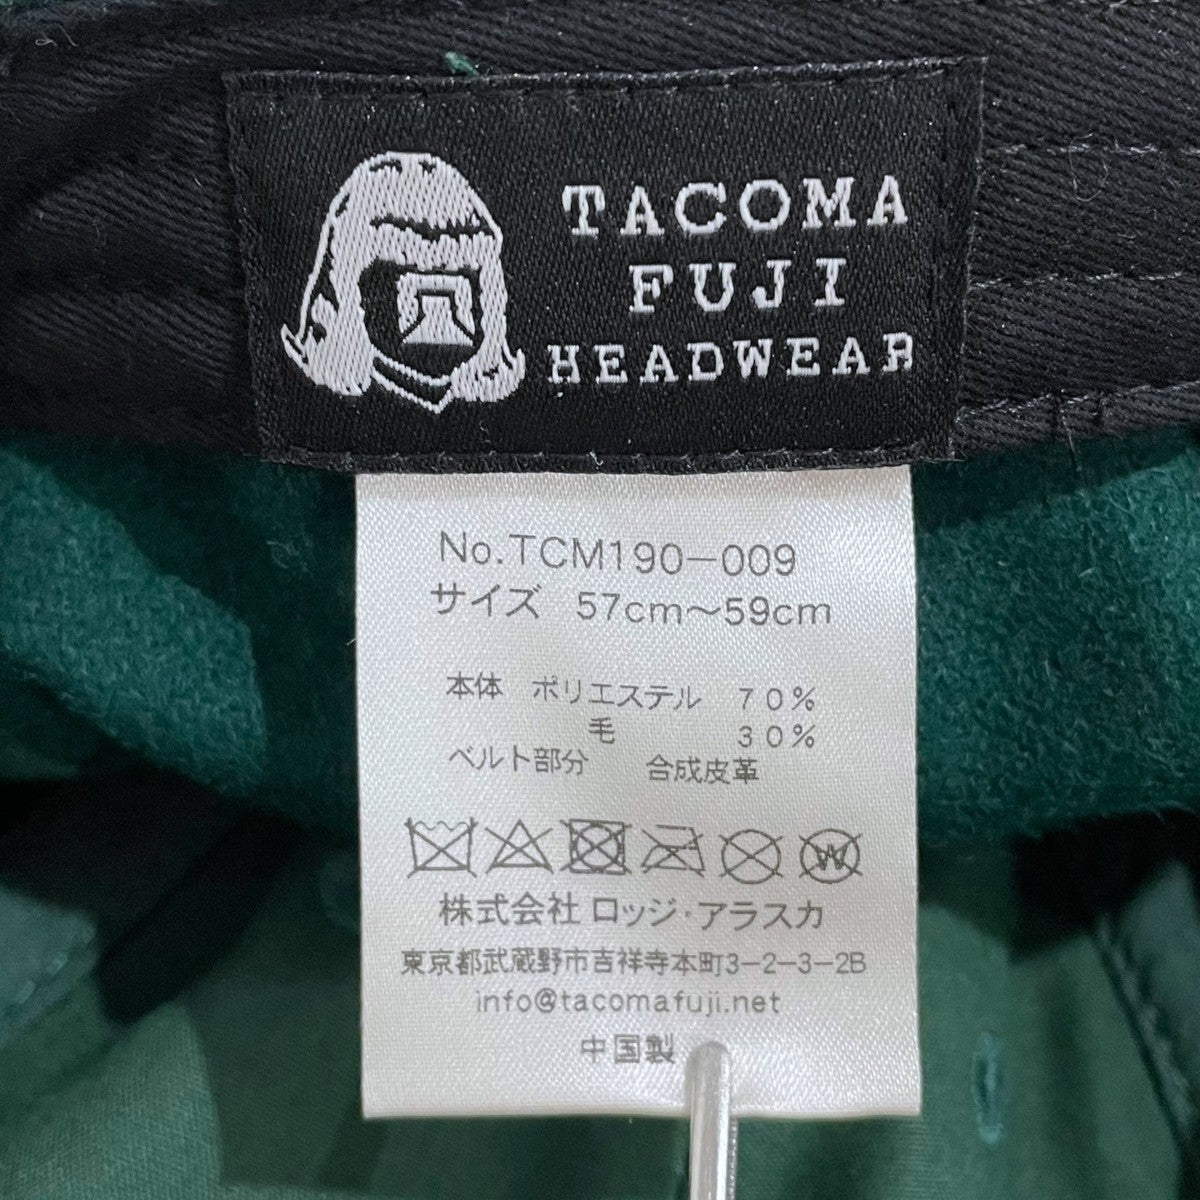 TACOMA
FUJI
HEADWEAR
No.TCM190-009
サイズ 57cm～59cm
本体 ポリエステル 70%
毛 30%
ベルト部分 合成皮革
W
株式会社 ロッジ・アラスカ
東京都武蔵野市吉祥寺本町3-2-3-2B
info@tacomafuji.net
中国製